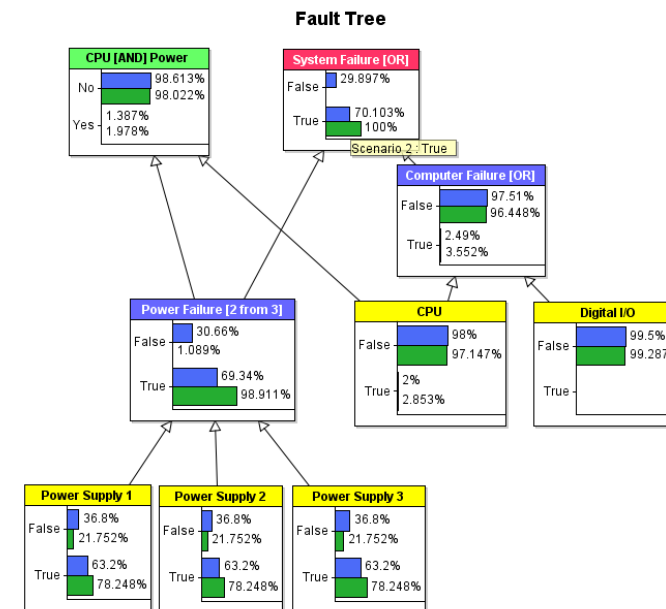 Fault Tree
CPU [AND] Power
No
98.613%
98.022%
Yes
1.387%
1.978%
System Failure [OR]
False
29.897%
True
70.103%
100%
Scenario 2 : True
Computer Failure [OR]
False
97.51%
96.448%
True
2.49%
3.552%
Power Failure [2 from 3]
False
30.66%
1.089%
True
69.34%
98.911%
CPU
False
98%
97.147%
True
2%
2.853%
Digital I/O
False
99.5%
99.287
True
Power Supply 1
False
36.8%
21.752%
True
63.2%
78.248%
Power Supply 2
False
36.8%
21.752%
True
63.2%
78.248%
Power Supply 3
False
36.8%
21.752%
True
63.2%
78.248%